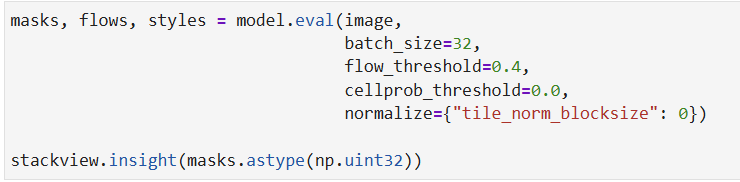 masks, flows, styles = model.eval(image,
batch_size=32,
flow_threshold=0.4,
cellprob_threshold=0.0,
normalize={"tile_norm_blocksize": 0})
stackview.insight(masks.astype(np.uint32))